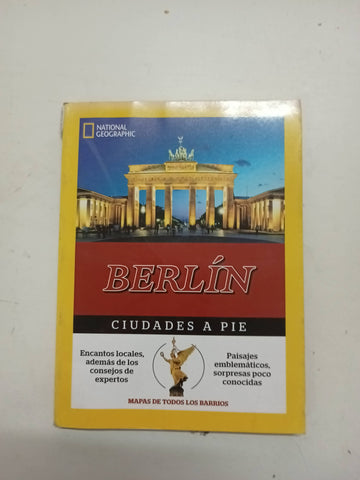 NATIONAL
GEOGRAPHIC
BERLÍN
CIUDADES A PIE
Encantos locales,
además de los
consejos de
expertos
Paisajes
emblemáticos,
sorpresas poco
conocidas
MAPAS DE TODOS LOS BARRIOS